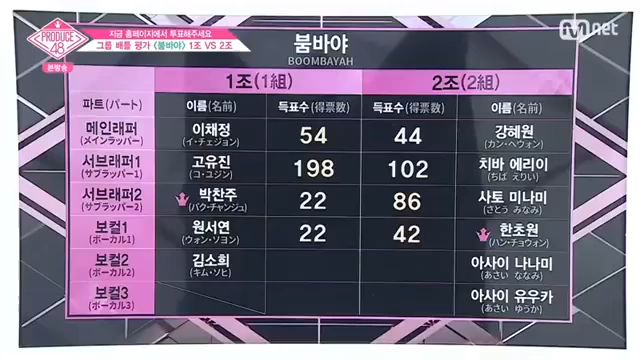 PRODUCE
48
본방송
지금 홈페이지에서 투표해주세요
그룹 배틀 평가 <붐바야> 1조 VS 2조
Mnet
붐바야
BOOMBAYAH
1조(1組) 2조(2組)
파트(パート) 이름(名前) 득표수(得票数) 득표수(得票数) 이름(名前)
메인래퍼 이채정 54 44 강혜원
(メインラッパー) (イ・チェジョン) (カン・ヘウォン)
서브래퍼1 고유진 198 102 치바 에리이
(サブラッパー1) (コ・ユジン) (ちば えりい)
서브래퍼2 박찬주 22 86 사토 미나미
(サブラッパー2) (パク・チャンジュ) (さとう みなみ)
보컬1 원서연 22 42 한초원
(ボーカル1) (ウォン・ソヨン) (ハン・チョウォン)
보컬2 김소희 아사이 나나미
(ボーカル2) (キム・ソヒ) (あさい ななみ)
보컬3 아사이 유우카
(ボーカル3) (あさい ゆうか)